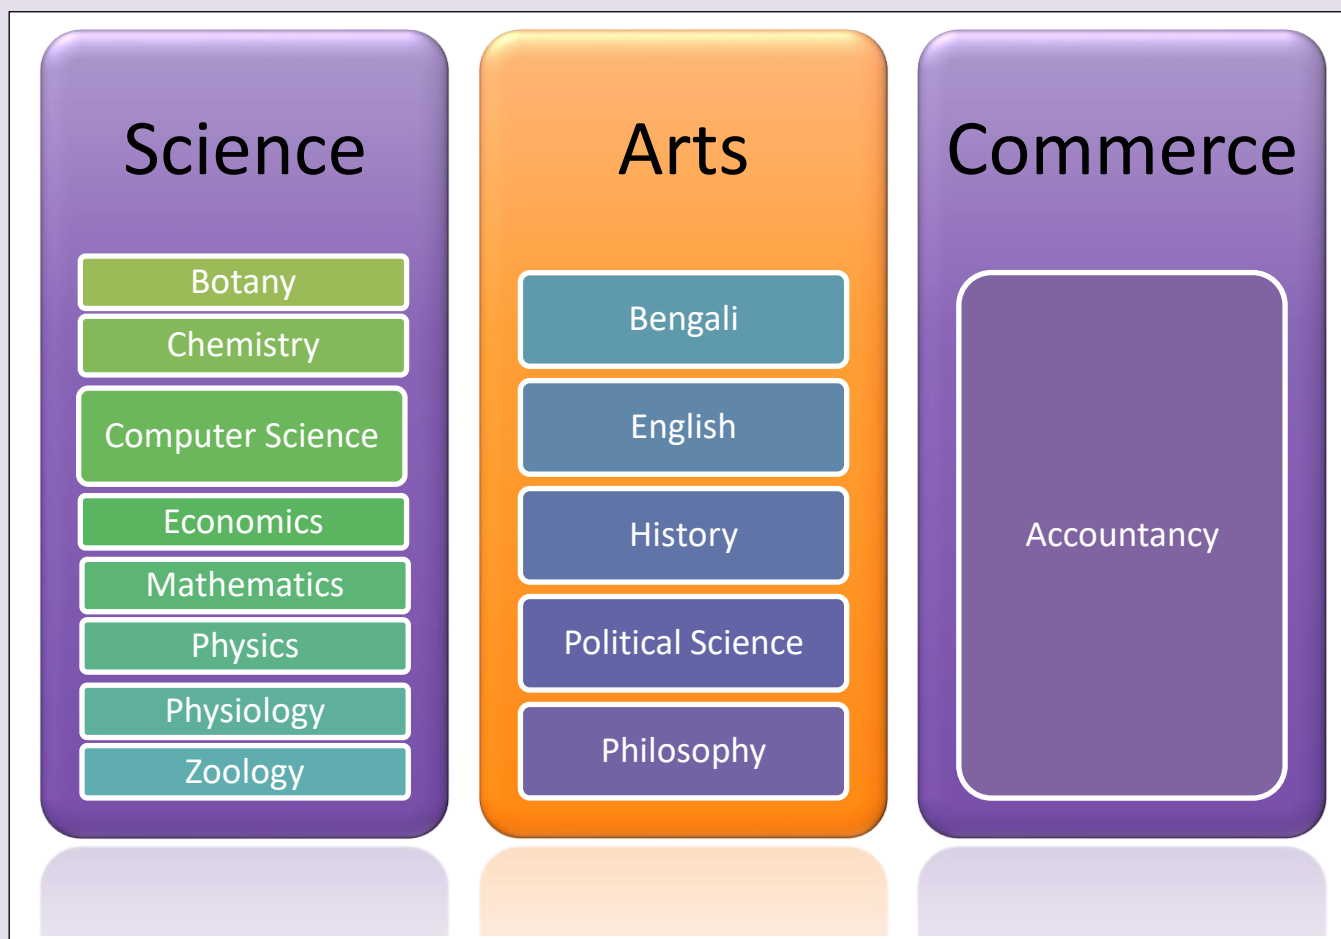 Science
Botany
Chemistry
Computer Science
Economics
Mathematics
Physics
Physiology
Zoology
Arts
Bengali
English
History
Political Science
Philosophy
Commerce
Accountancy